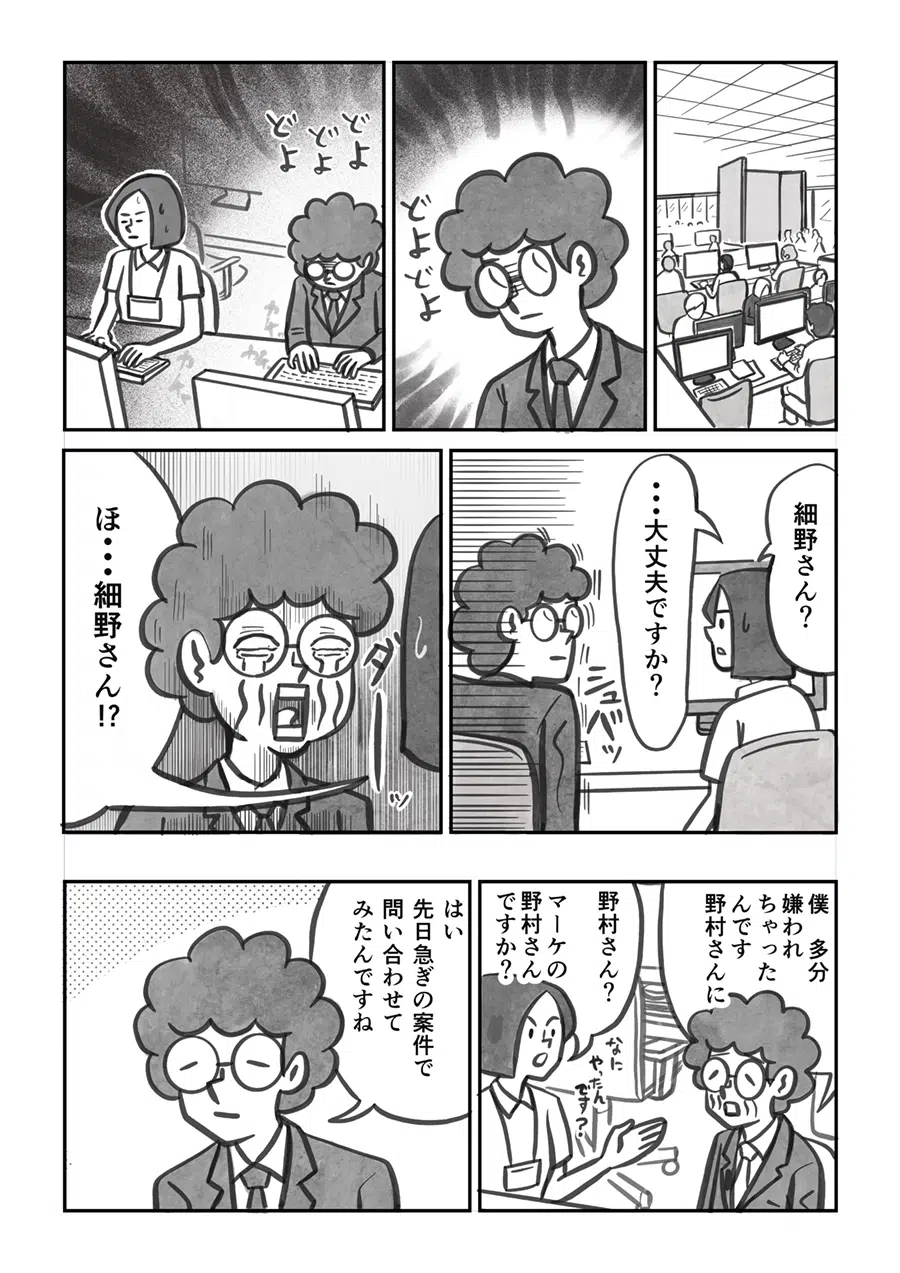 どよどよ
どよ
どよ
どよ
カチャ
カチャ
細野さん？
・・・大丈夫ですか？
シュバッ
ほ・・・細野さん!?
ダーッ
僕　多分
嫌われ
ちゃった
んです
野村さんに
野村さん？
マーケの
野村さん
ですか？
なに
やったん
です？
はい
先日急ぎの案件で
問い合わせて
みたんですね